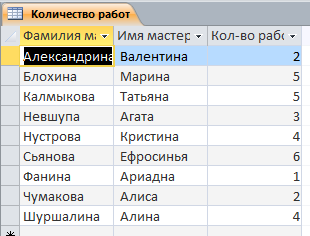 Количество работ
Фамилия ма Имя мастер Кол-во рабо
Александрина Валентина 2
Блохина Марина 5
Калмыкова Татьяна 5
Невшупа Агата 3
Нустрова Кристина 4
Сьянова Ефросинья 6
Фанина Ариадна 1
Чумакова Алиса 2
Шуршалина Алина 4